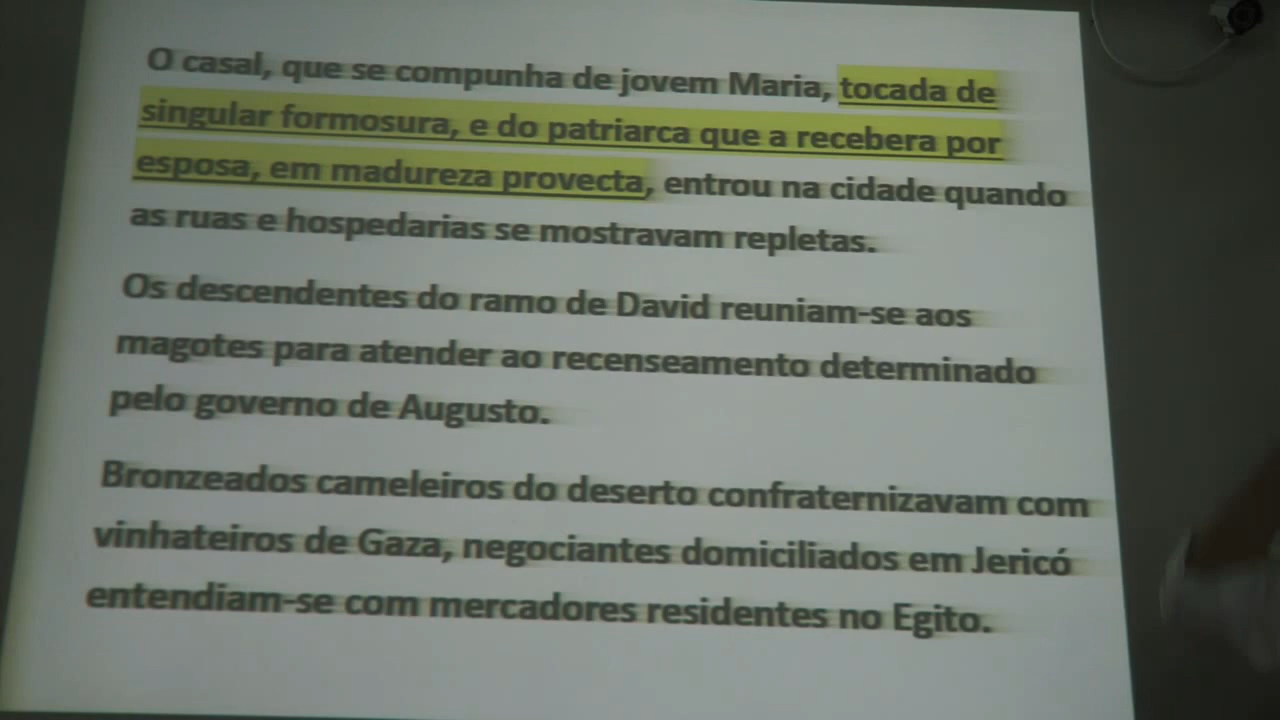 O casal, que se compunha de jovem Maria, tocada de
singular formosura, e do patriarca que a recebera por
esposa, em madureza provecta, entrou na cidade quando
as ruas e hospedarias se mostravam repletas.
Os descendentes do ramo de David reuniam-se aos
magotes para atender ao recenseamento determinado
pelo governo de Augusto.
Bronzeados cameleiros do deserto confraternizavam com
vinhateiros de Gaza, negociantes domiciliados em Jericó
entendiam-se com mercadores residentes no Egito.